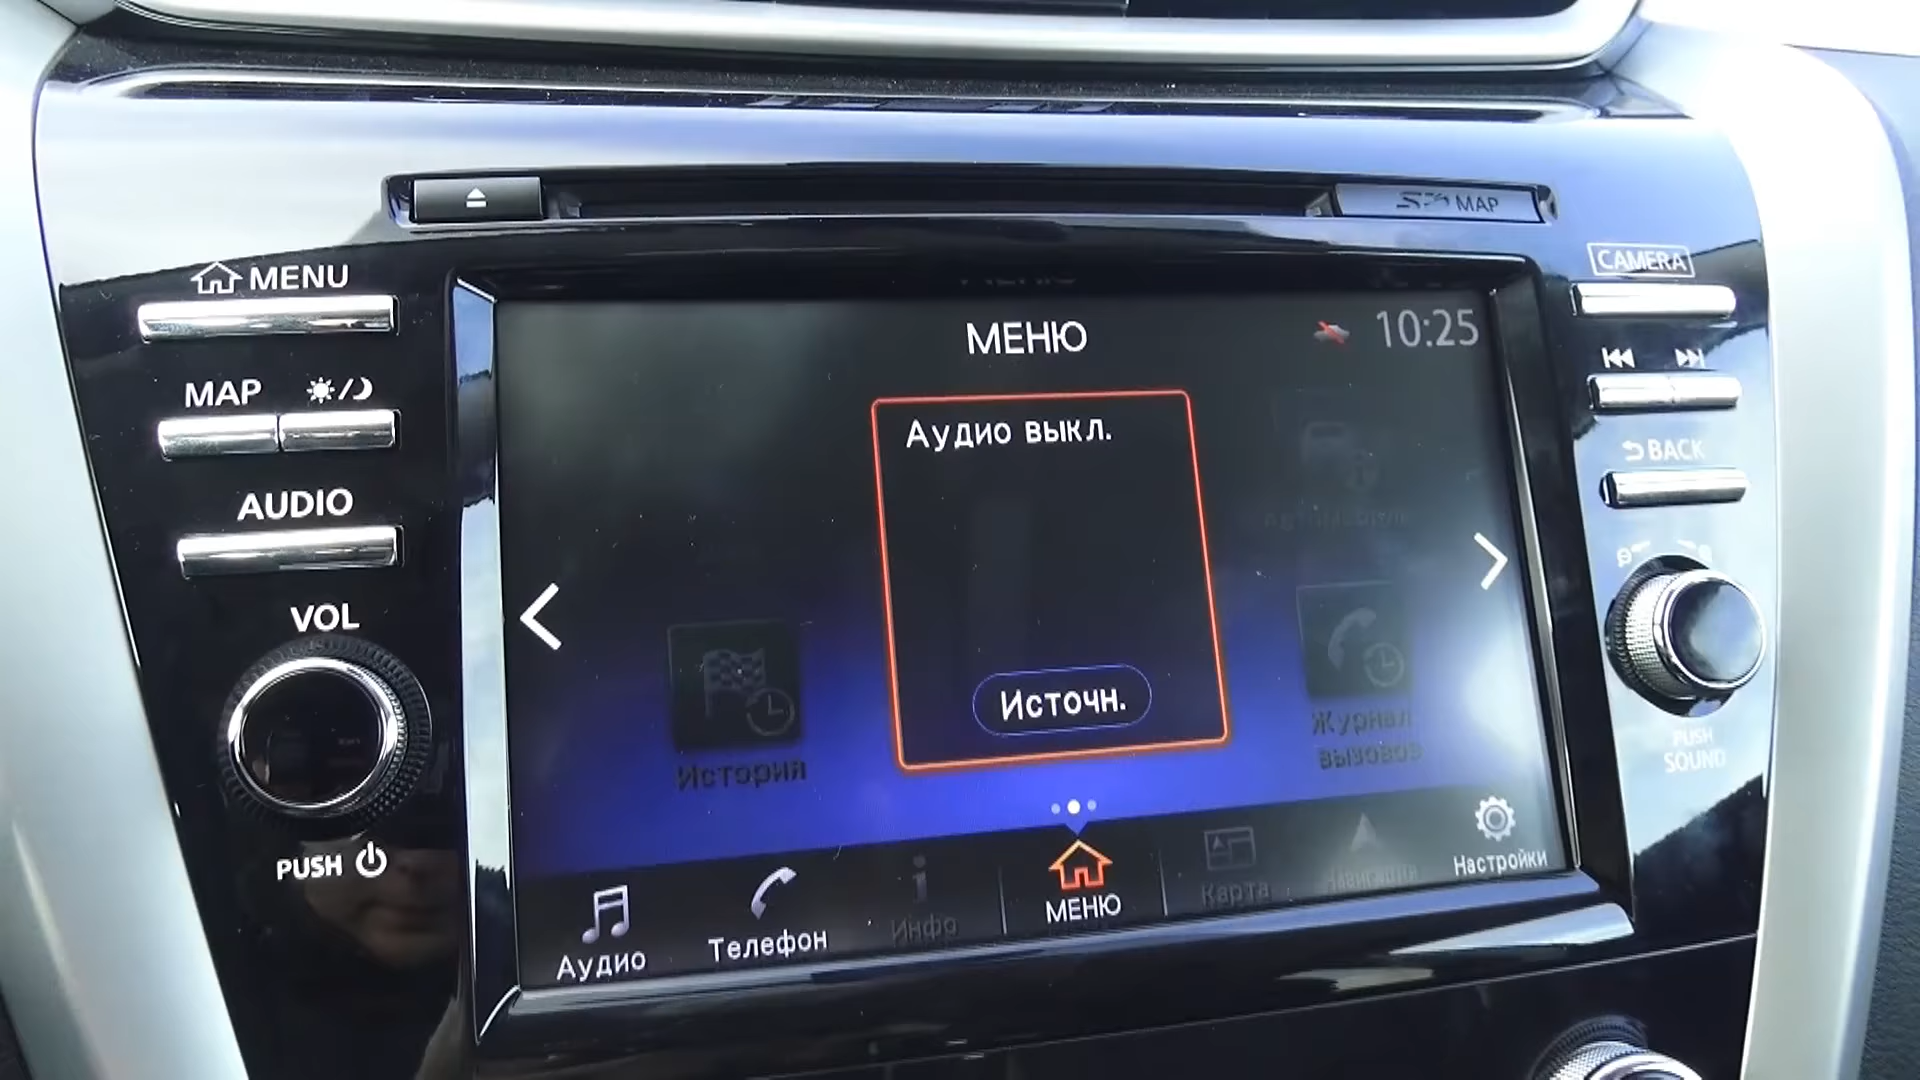 MAP
MENU
CAMERA
МЕНЮ
10:25
MAP
Аудио выкл.
BACK
AUDIO
VOL
Источн.
Журнал
вызовов
История
PUSH
SOUND
PUSH
Аудио
Телефон
Инфо
МЕНЮ
Карта
Навигация
Настройки